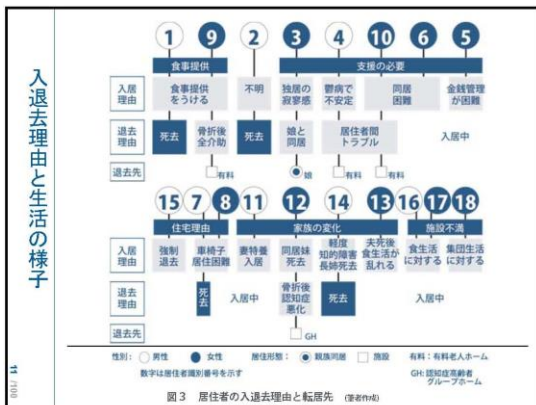 入退去理由と生活の様子
1 9 2 3 4 10 6 5
食事提供 支援の必要
入居理由
食事提供をうける
不明
独居の寂寥感
鬱病で不安定
同居困難
金銭管理が困難
退去理由
死去
骨折後全介助
死去
娘と同居
居住者間トラブル
入居中
退去先
有料
娘
有料
有料
15 7 8 11 12 14 13 16 17 18
住宅理由 家族の変化 施設不満
入居理由
強制退去
車椅子居住困難
妻特養入居
同居妹死去
軽度知的障害長姉死去
夫死後食生活が乱れる
食生活に対する
集団生活に対する
退去理由
死去
入居中
骨折後認知症悪化
死去
入居中
退去先
GH
性別: 男性 女性 居住形態: 親族同居 施設 有料:有料老人ホーム
数字は居住者識別番号を示す GH: 認知症高齢者グループホーム
図3 居住者の入退去理由と転居先 (筆者作成)
11 /100